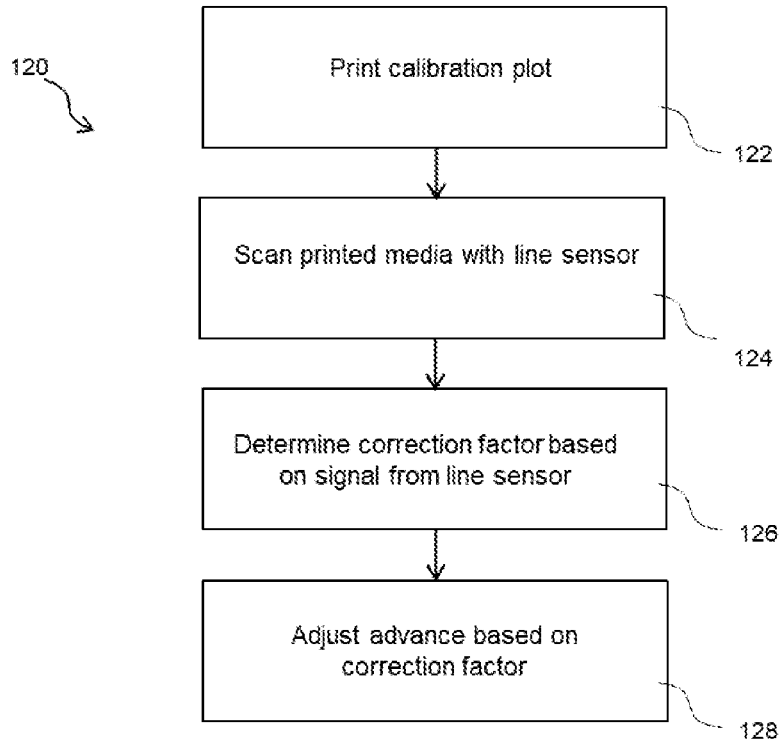 120
Print calibration plot
122
Scan printed media with line sensor
124
Determine correction factor based
on signal from line sensor
126
Adjust advance based on
correction factor
128